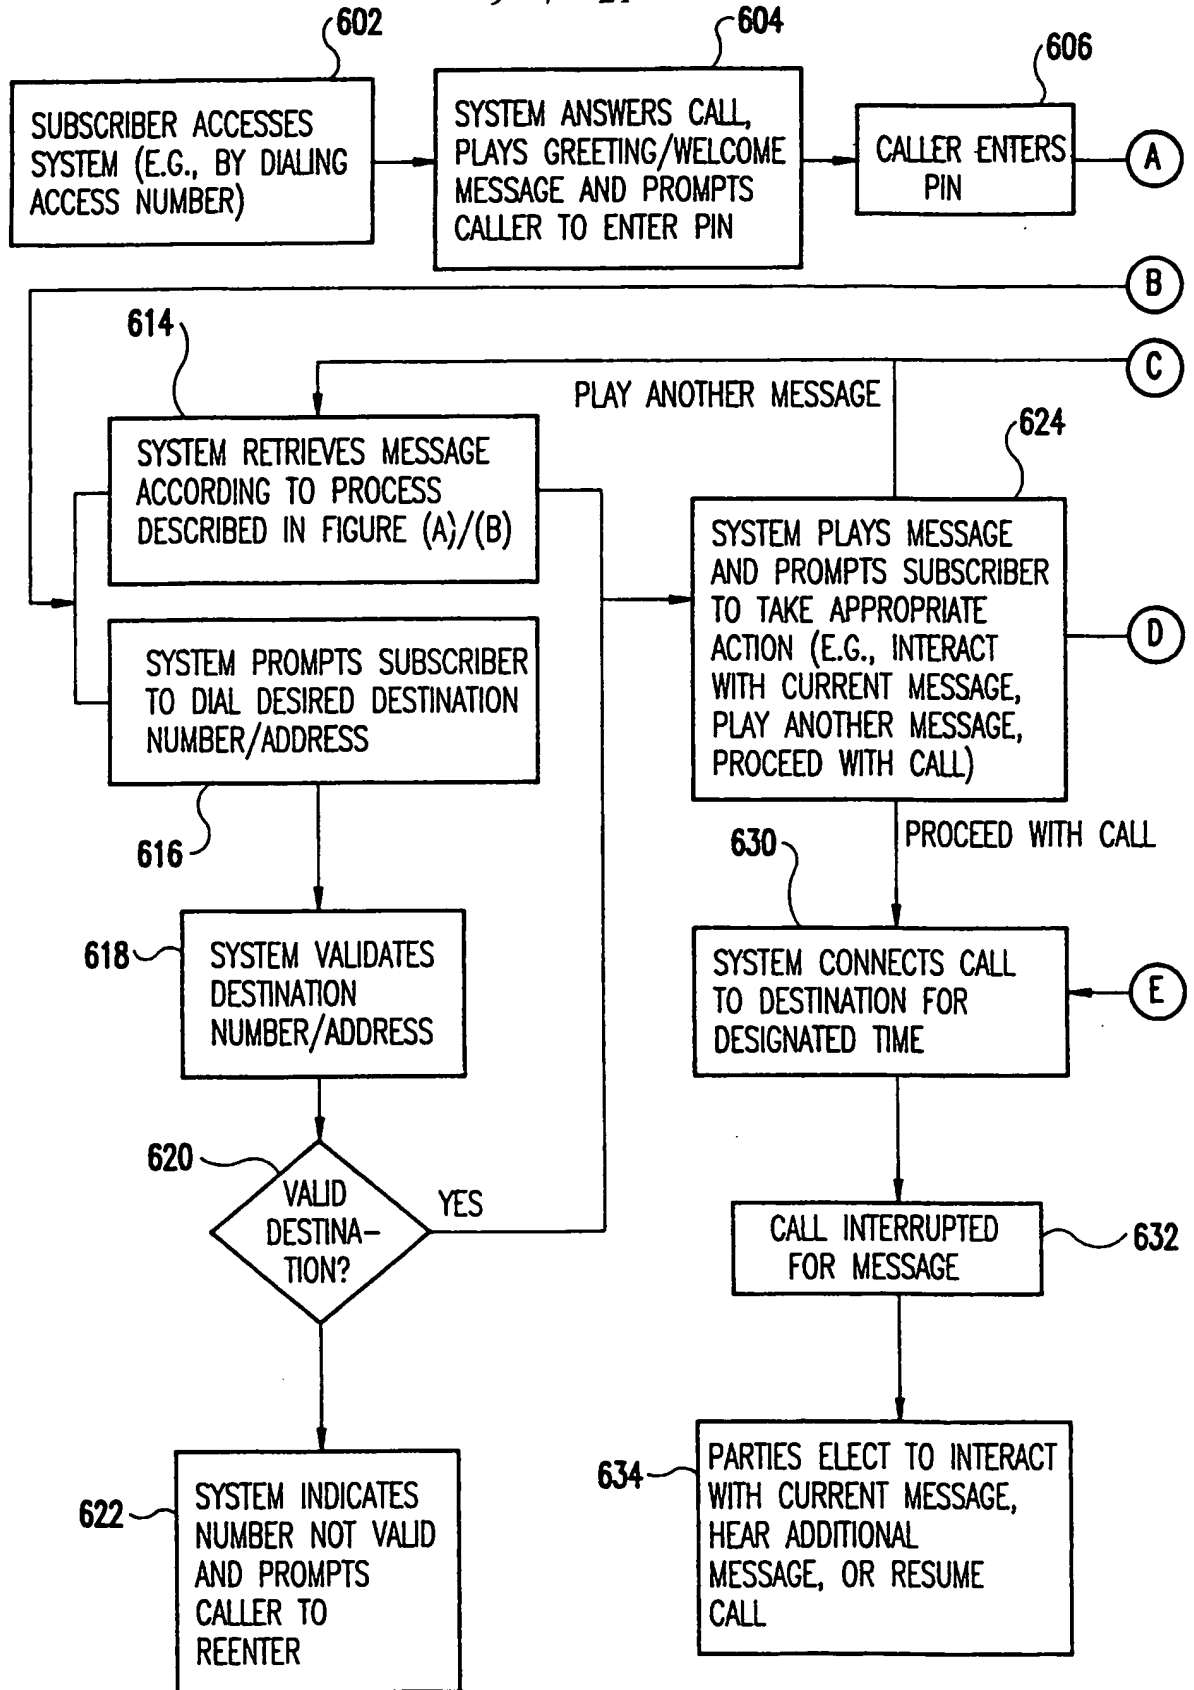 602
604
606
SUBSCRIBER ACCESSES
SYSTEM (E.G., BY DIALING
ACCESS NUMBER)
SYSTEM ANSWERS CALL,
PLAYS GREETING/WELCOME
MESSAGE AND PROMPTS
CALLER TO ENTER PIN
CALLER ENTERS
PIN
A
B
C
614
PLAY ANOTHER MESSAGE
624
SYSTEM RETRIEVES MESSAGE
ACCORDING TO PROCESS
DESCRIBED IN FIGURE (A)/(B)
SYSTEM PROMPTS SUBSCRIBER
TO DIAL DESIRED DESTINATION
NUMBER/ADDRESS
616
SYSTEM PLAYS MESSAGE
AND PROMPTS SUBSCRIBER
TO TAKE APPROPRIATE
ACTION (E.G., INTERACT
WITH CURRENT MESSAGE,
PLAY ANOTHER MESSAGE,
PROCEED WITH CALL)
D
PROCEED WITH CALL
618
SYSTEM VALIDATES
DESTINATION
NUMBER/ADDRESS
630
SYSTEM CONNECTS CALL
TO DESTINATION FOR
DESIGNATED TIME
E
620
VALID
DESTINA-
TION?
YES
CALL INTERRUPTED
FOR MESSAGE
632
622
SYSTEM INDICATES
NUMBER NOT VALID
AND PROMPTS
CALLER TO
REENTER
634
PARTIES ELECT TO INTERACT
WITH CURRENT MESSAGE,
HEAR ADDITIONAL
MESSAGE, OR RESUME
CALL